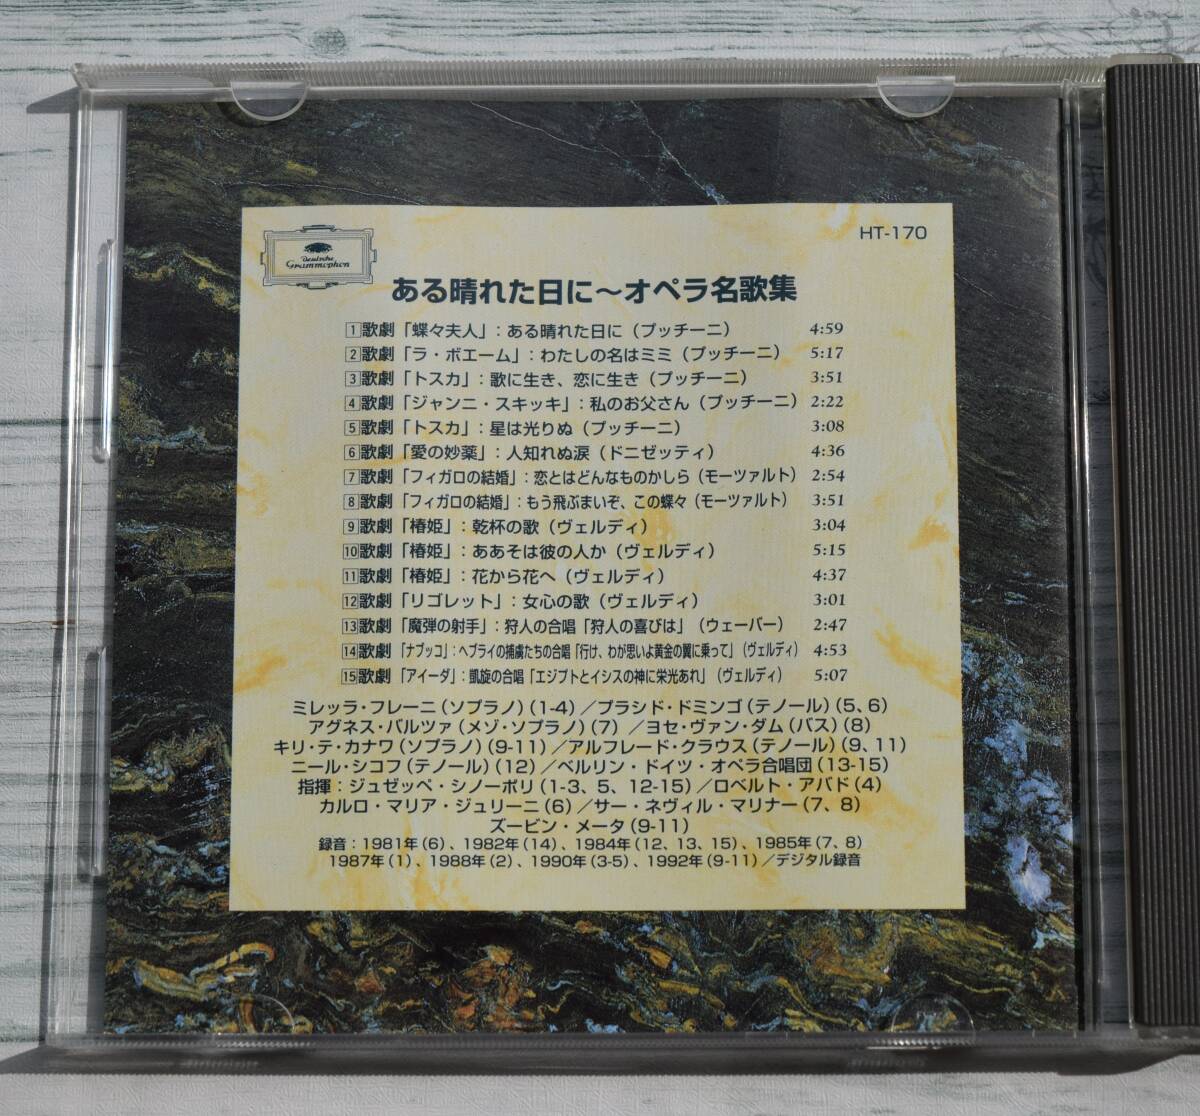 HT-170
Deutsche
Grammophon
ある晴れた日に〜オペラ名歌集
1 歌劇「蝶々夫人」：ある晴れた日に（プッチーニ） 4:59
2 歌劇「ラ・ボエーム」：わたしの名はミミ（プッチーニ） 5:17
3 歌劇「トスカ」：歌に生き、恋に生き（プッチーニ） 3:51
4 歌劇「ジャンニ・スキッキ」：私のお父さん（プッチーニ） 2:22
5 歌劇「トスカ」：星は光りぬ（プッチーニ） 3:08
6 歌劇「愛の妙薬」：人知れぬ涙（ドニゼッティ） 4:36
7 歌劇「フィガロの結婚」：恋とはどんなものかしら（モーツァルト） 2:54
8 歌劇「フィガロの結婚」：もう飛ぶまいぞ、この蝶々（モーツァルト） 3:51
9 歌劇「椿姫」：乾杯の歌（ヴェルディ） 3:04
10 歌劇「椿姫」：ああそは彼の人か（ヴェルディ） 5:15
11 歌劇「椿姫」：花から花へ（ヴェルディ） 4:37
12 歌劇「リゴレット」：女心の歌（ヴェルディ） 3:01
13 歌劇「魔弾の射手」：狩人の合唱「狩人の喜びは」（ウェーバー） 2:47
14 歌劇「ナブッコ」：ヘブライの捕虜たちの合唱「行け、わが思いよ黄金の翼に乗って」（ヴェルディ） 4:53
15 歌劇「アイーダ」：凱旋の合唱「エジプトとイシスの神に栄光あれ」（ヴェルディ） 5:07
ミレッラ・フレーニ（ソプラノ）（1-4）／プラシド・ドミンゴ（テノール）（5、6）
アグネス・バルツァ（メゾ・ソプラノ）（7）／ヨセ・ヴァン・ダム（バス）（8）
キリ・テ・カナワ（ソプラノ）（9-11）／アルフレード・クラウス（テノール）（9、11）
ニール・シコフ（テノール）（12）／ベルリン・ドイツ・オペラ合唱団（13-15）
指揮：ジュゼッペ・シノーポリ（1-3、5、12-15）／ロベルト・アバド（4）
カルロ・マリア・ジュリーニ（6）／サー・ネヴィル・マリナー（7、8）
ズービン・メータ（9-11）
録音：1981年（6）、1982年（14）、1984年（12、13、15）、1985年（7、8）
1987年（1）、1988年（2）、1990年（3-5）、1992年（9-11）／デジタル録音